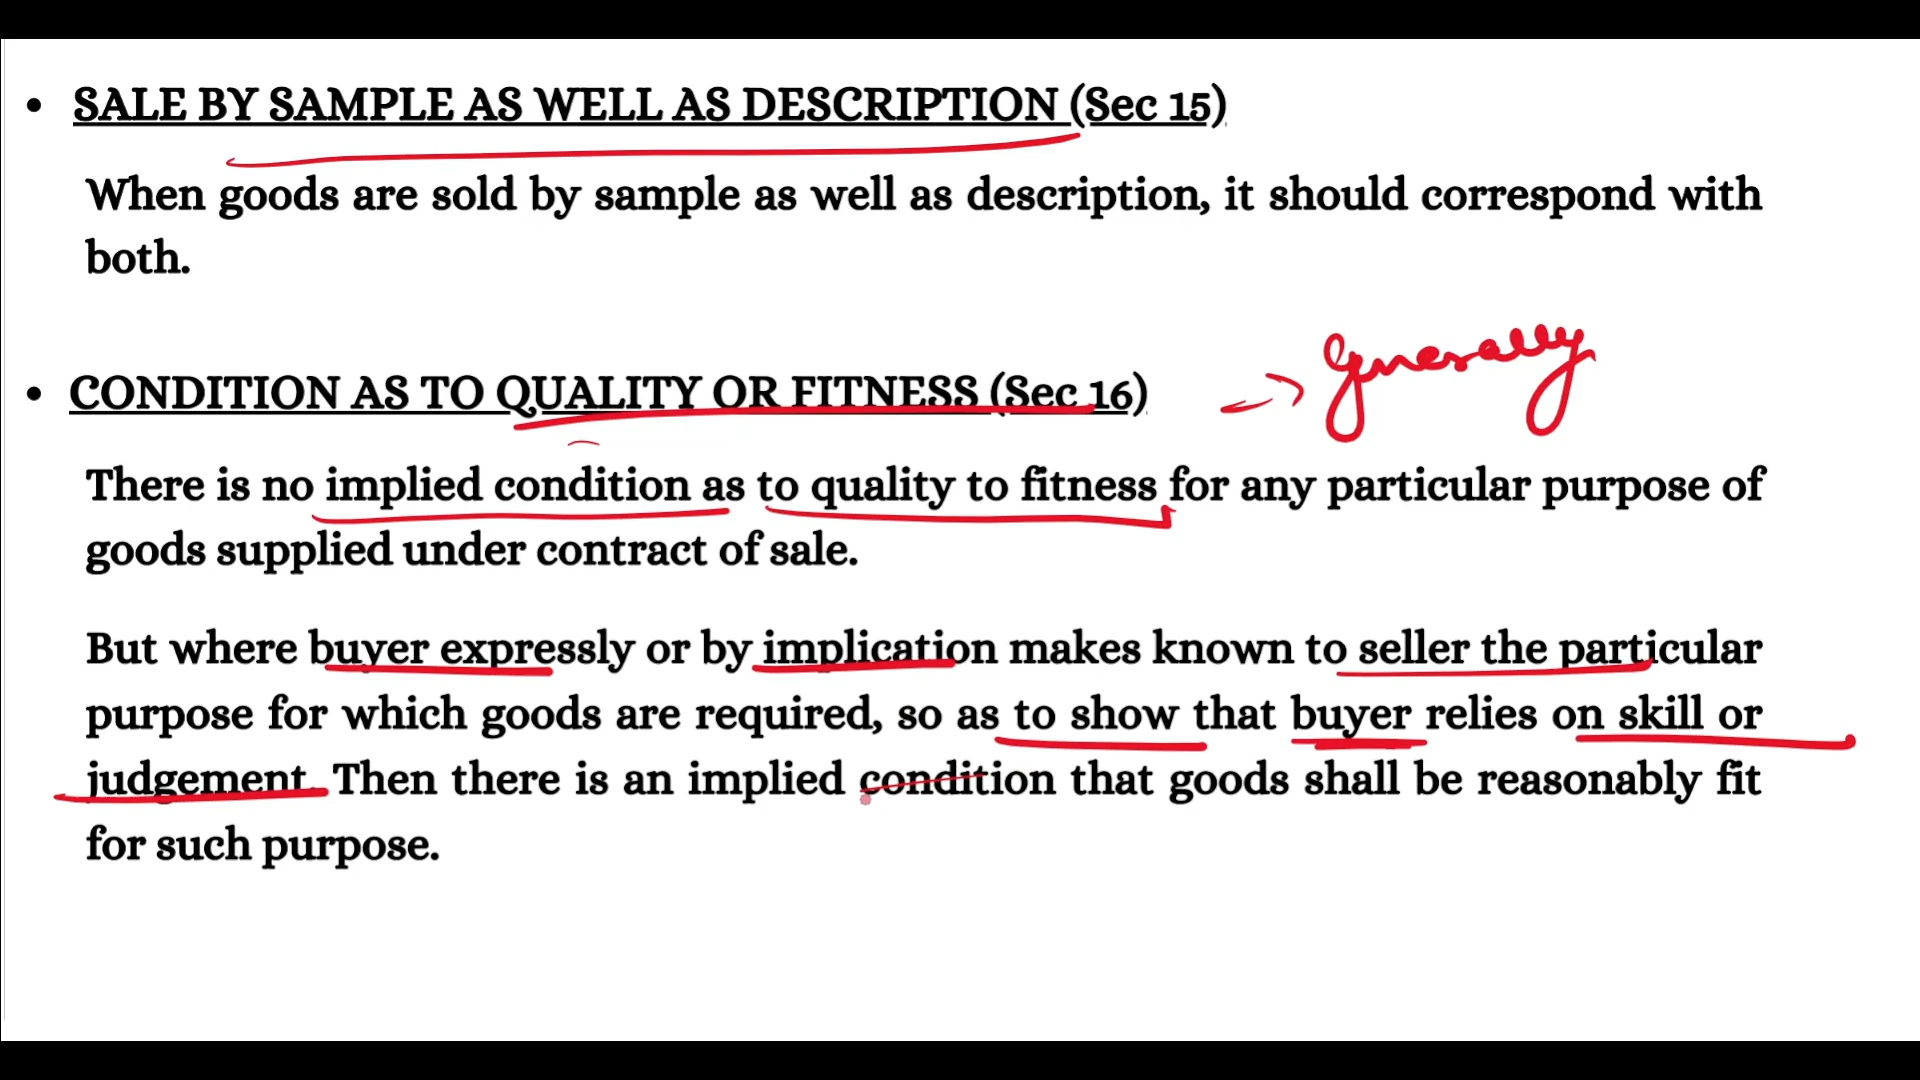 • SALE BY SAMPLE AS WELL AS DESCRIPTION (Sec 15)
When goods are sold by sample as well as description, it should correspond with
both.
• CONDITION AS TO QUALITY OR FITNESS (Sec 16)
Generally
There is no implied condition as to quality to fitness for any particular purpose of
goods supplied under contract of sale.
But where buyer expressly or by implication makes known to seller the particular
purpose for which goods are required, so as to show that buyer relies on skill or
judgement. Then there is an implied condition that goods shall be reasonably fit
for such purpose.